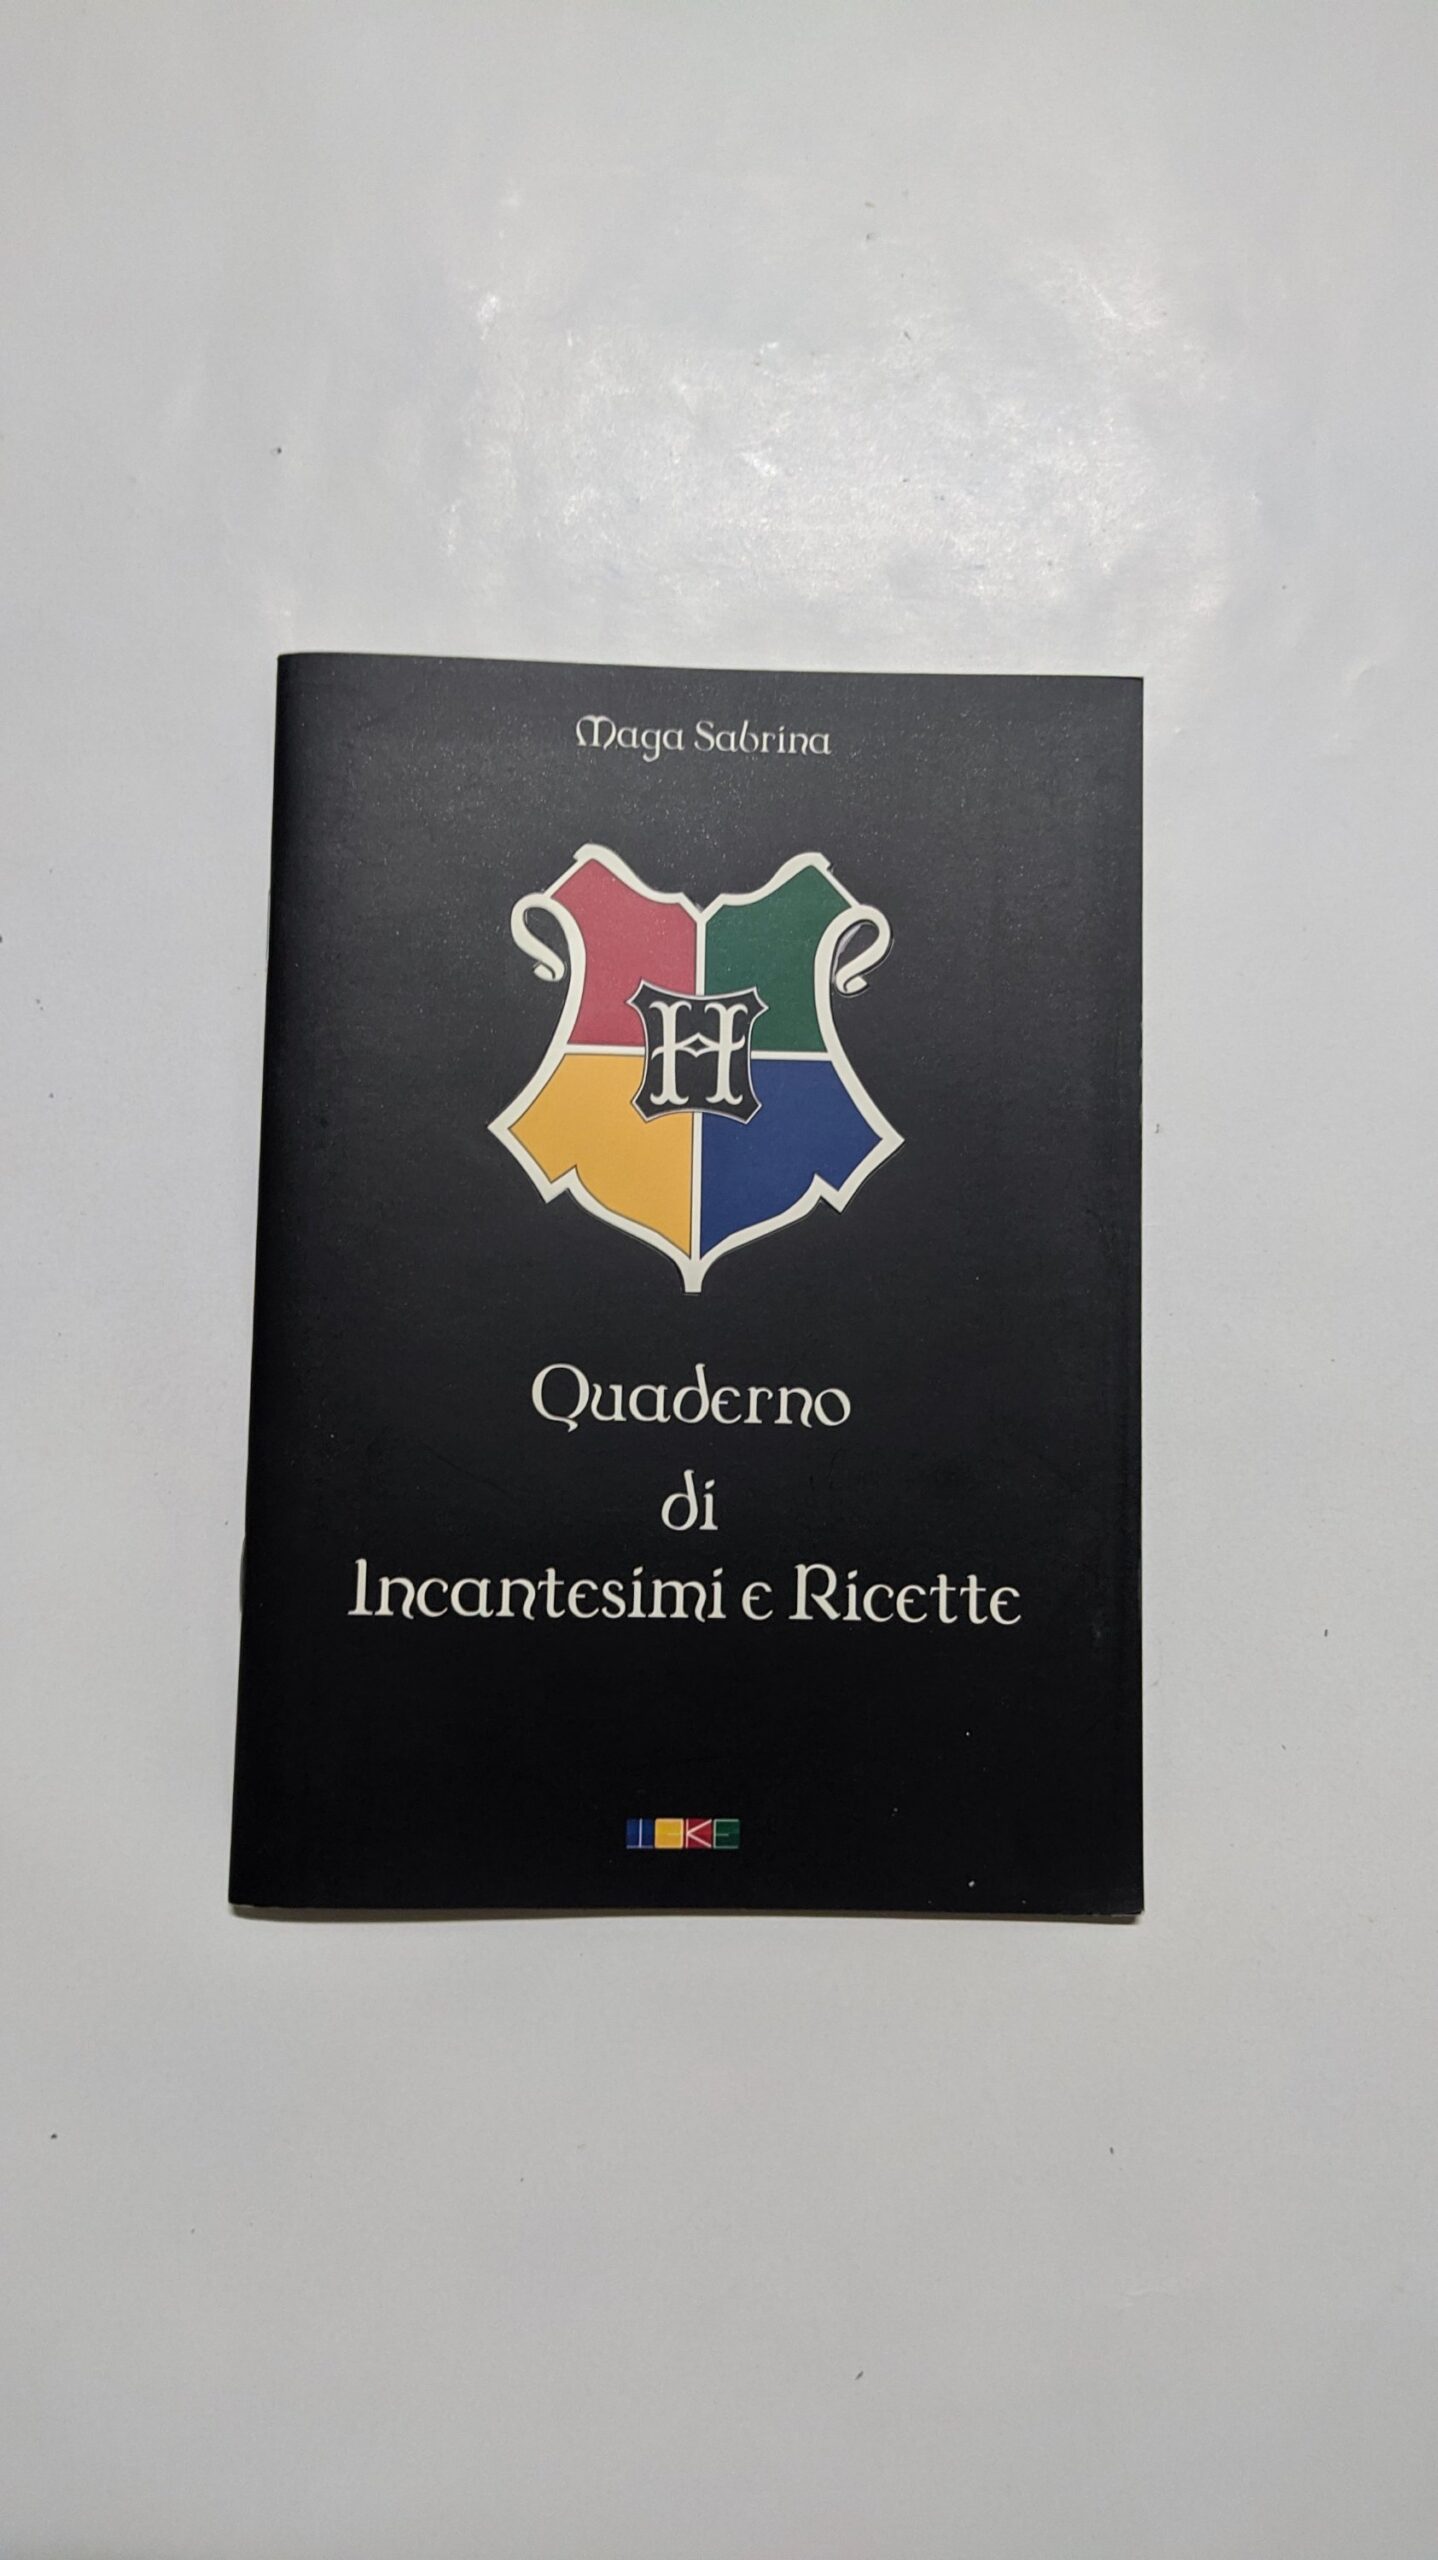 Maga Sabrina
H
Quaderno
di
Incantesimi e Ricette